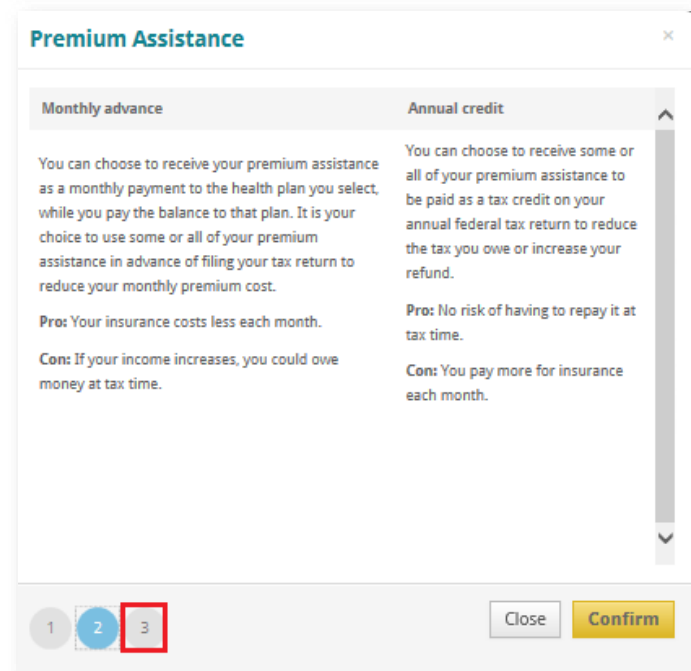 Premium Assistance
×
Monthly advance
You can choose to receive your premium assistance
as a monthly payment to the health plan you select,
while you pay the balance to that plan. It is your
choice to use some or all of your premium
assistance in advance of filing your tax return to
reduce your monthly premium cost.
Pro: Your insurance costs less each month.
Con: If your income increases, you could owe
money at tax time.
Annual credit
You can choose to receive some or
all of your premium assistance to
be paid as a tax credit on your
annual federal tax return to reduce
the tax you owe or increase your
refund.
Pro: No risk of having to repay it at
tax time.
Con: You pay more for insurance
each month.
1 2 3
Close Confirm